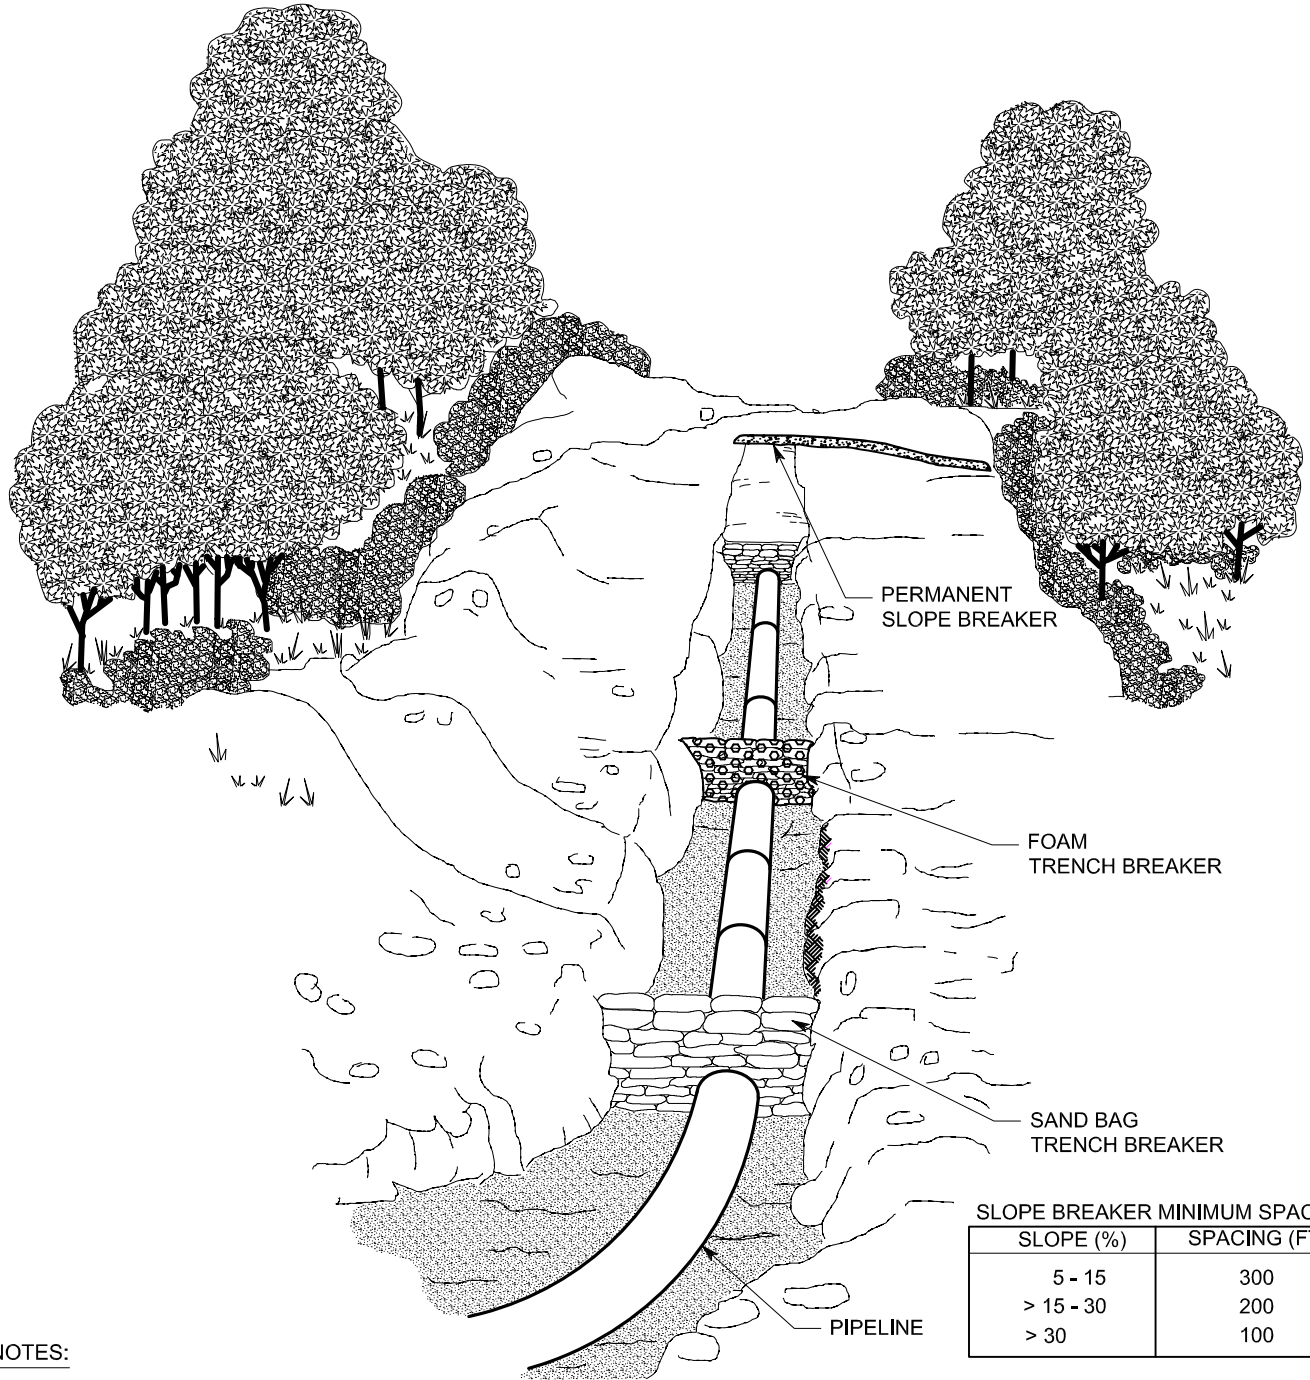 PERMANENT
SLOPE BREAKER
FOAM
TRENCH BREAKER
SAND BAG
TRENCH BREAKER
PIPELINE
SLOPE BREAKER MINIMUM SPAC
SLOPE (%) SPACING (F
5 - 15 300
> 15 - 30 200
> 30 100
NOTES: